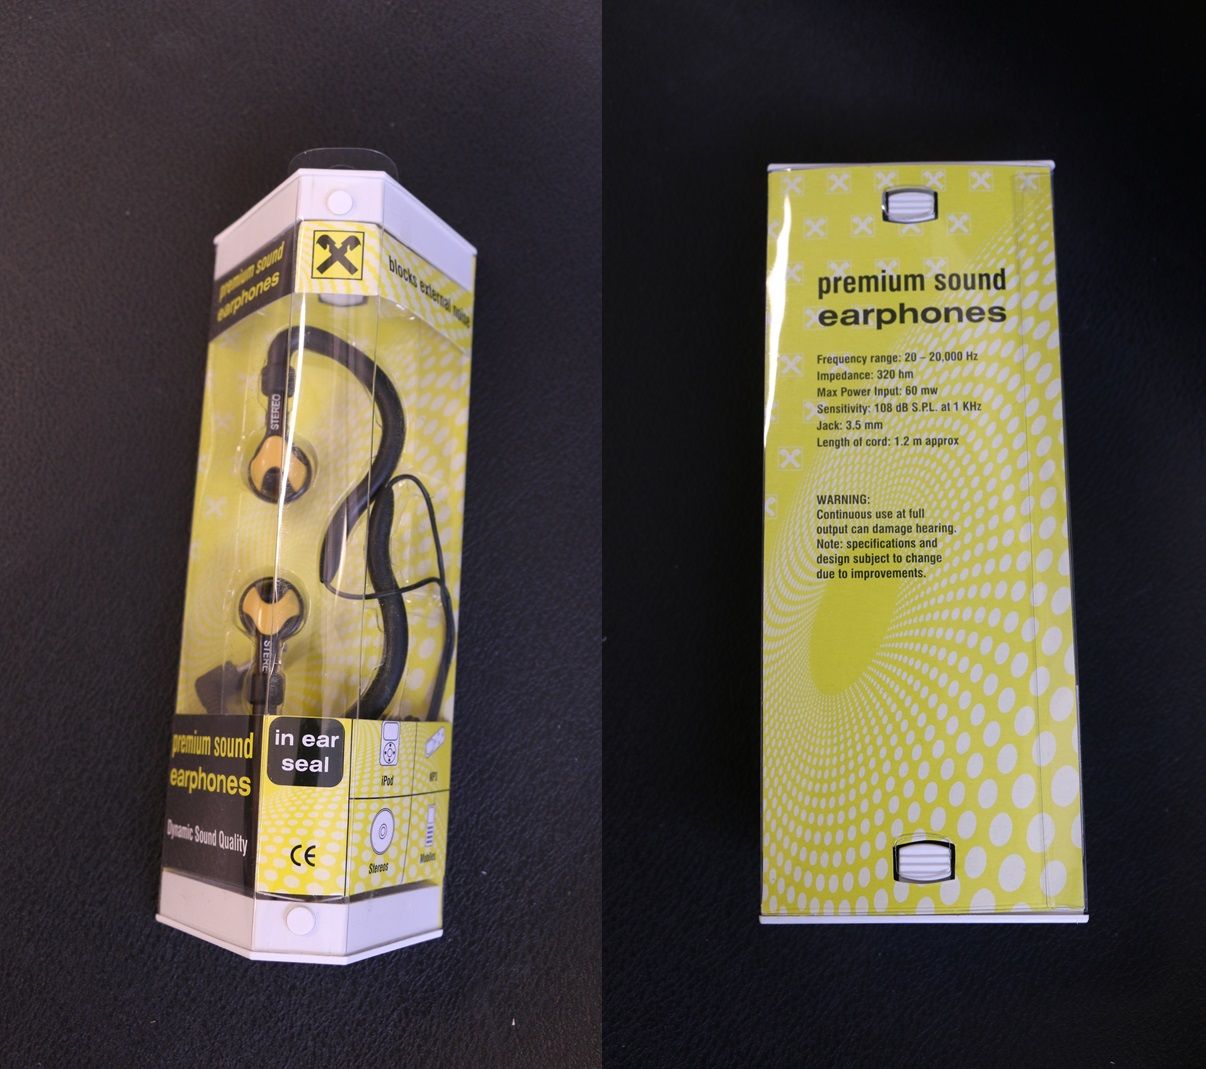 premium sound
earphones
blocks external noise
STEREO
STEREO
premium sound
earphones
Dynamic Sound Quality
in ear
seal
CE
iPod
MP3
Stereos
Mobiles
premium sound
earphones
Frequency range: 20 – 20,000 Hz
Impedance: 320 hm
Max Power Input: 60 mw
Sensitivity: 108 dB S.P.L. at 1 KHz
Jack: 3.5 mm
Length of cord: 1.2 m approx
WARNING:
Continuous use at full
output can damage hearing.
Note: specifications and
design subject to change
due to improvements.